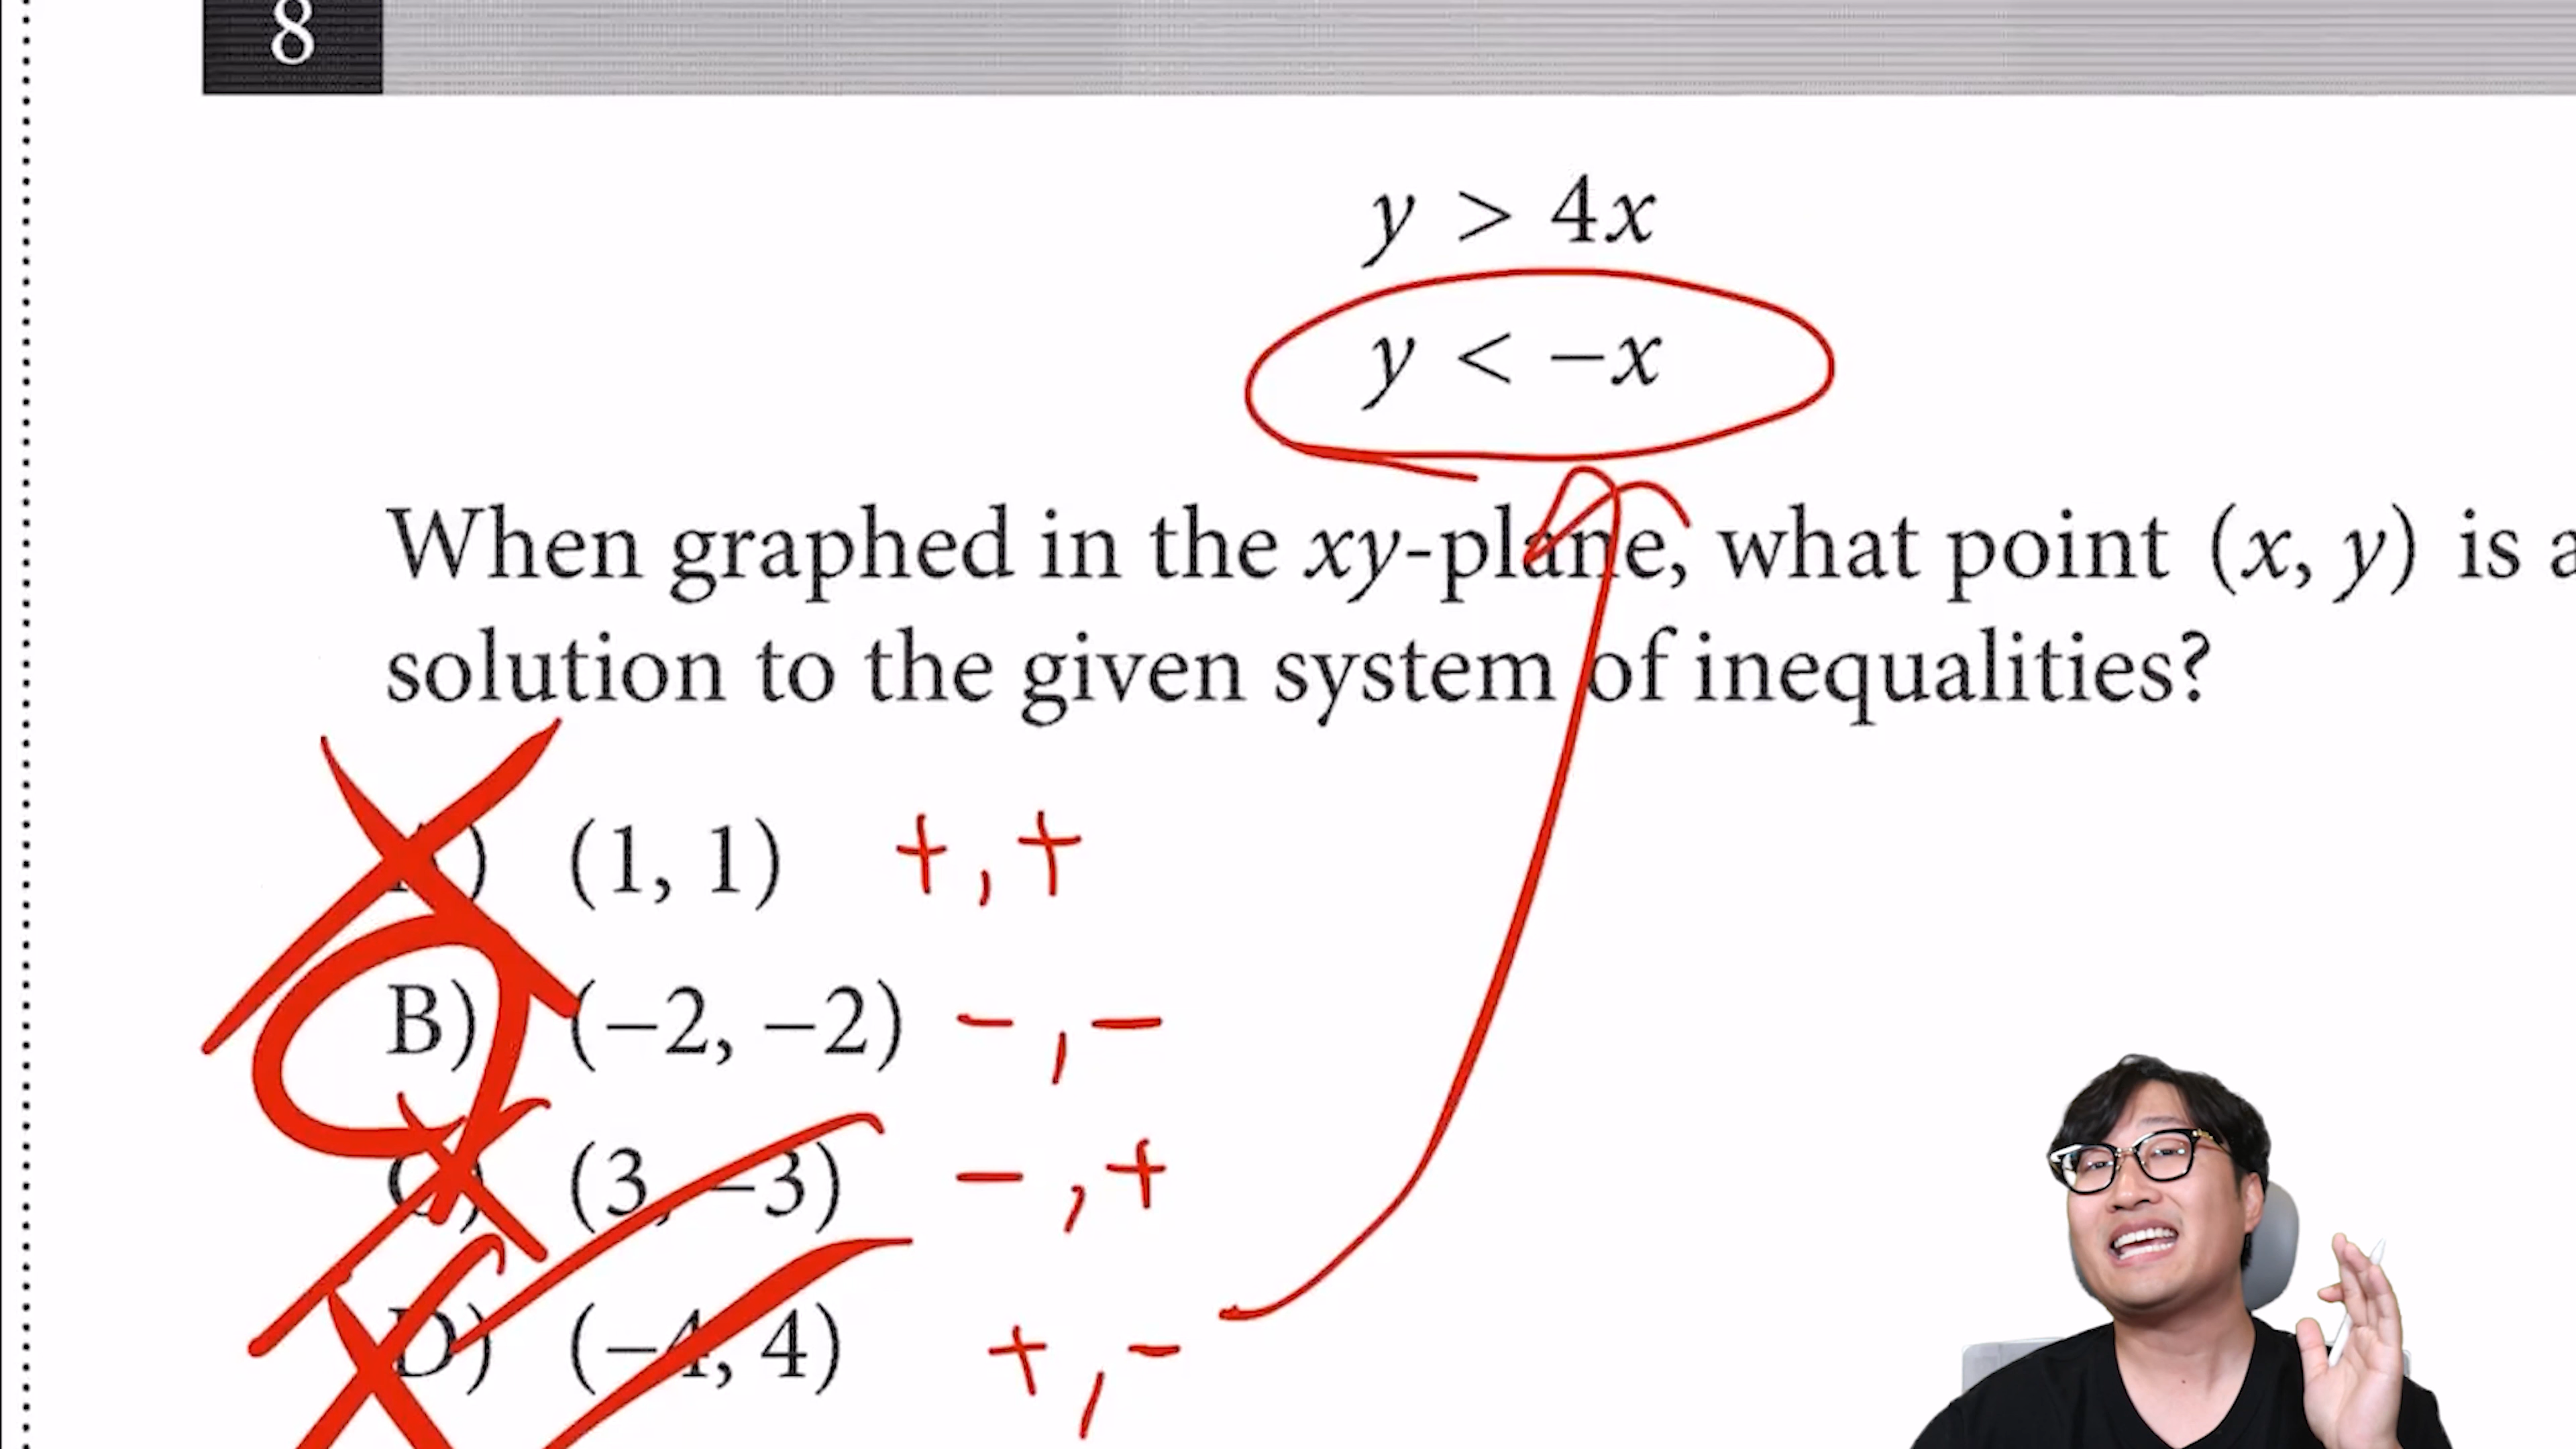 8
y > 4x
y < −x
When graphed in the xy-plane, what point (x, y) is a
solution to the given system of inequalities?
A) (1, 1) +, +
B) (−2, −2) −, −
C) (3, −3) −, +
D) (−4, 4) +, −